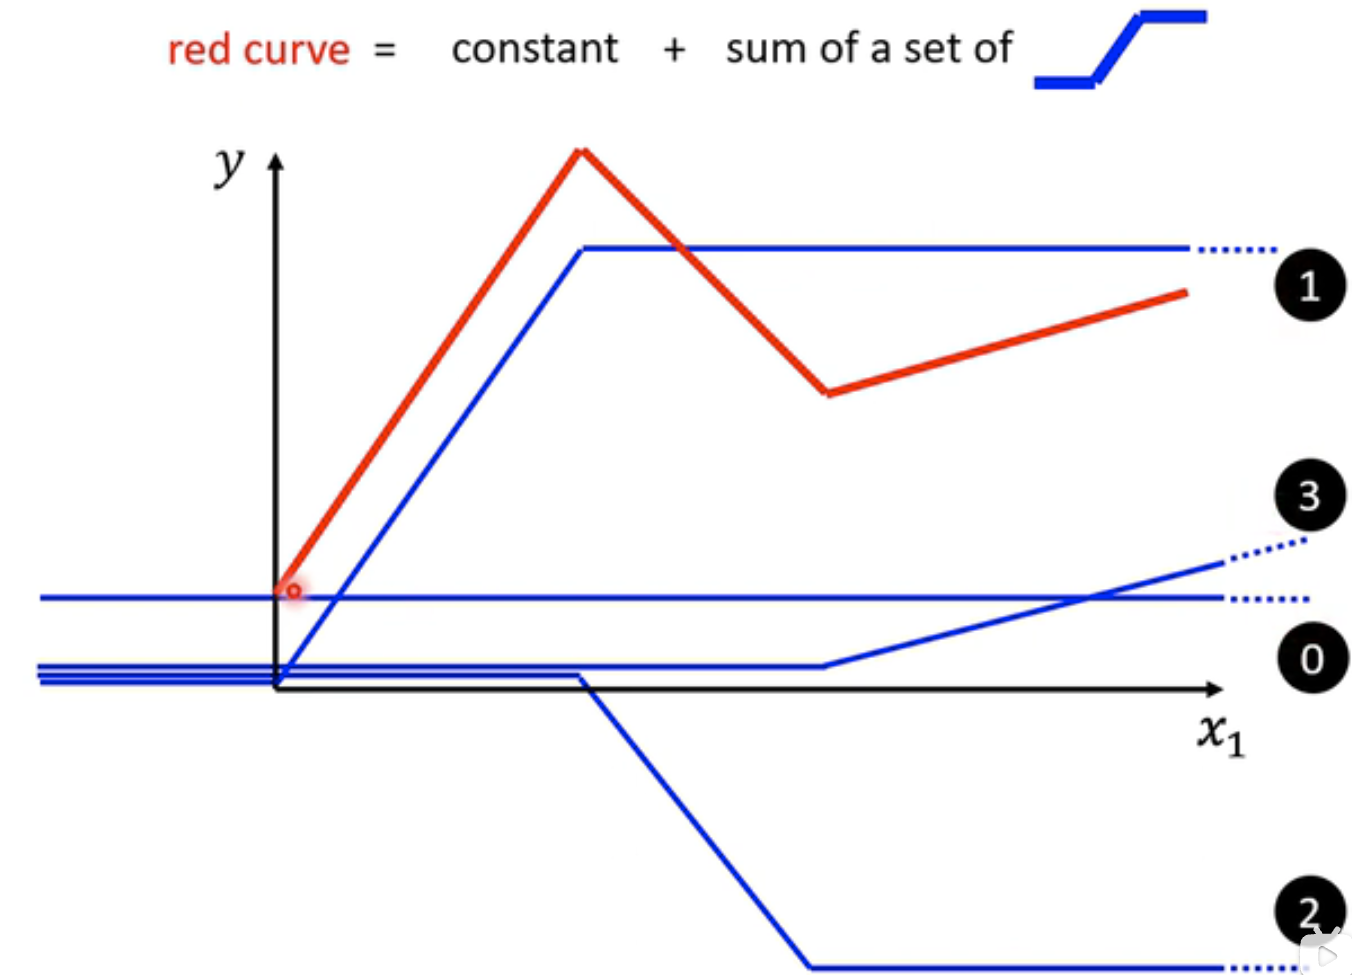 red curve = constant + sum of a set of
y
1
3
0
x₁
2